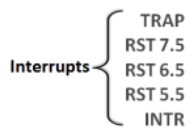 TRAP
RST 7.5
Interrupts RST 6.5
RST 5.5
INTR